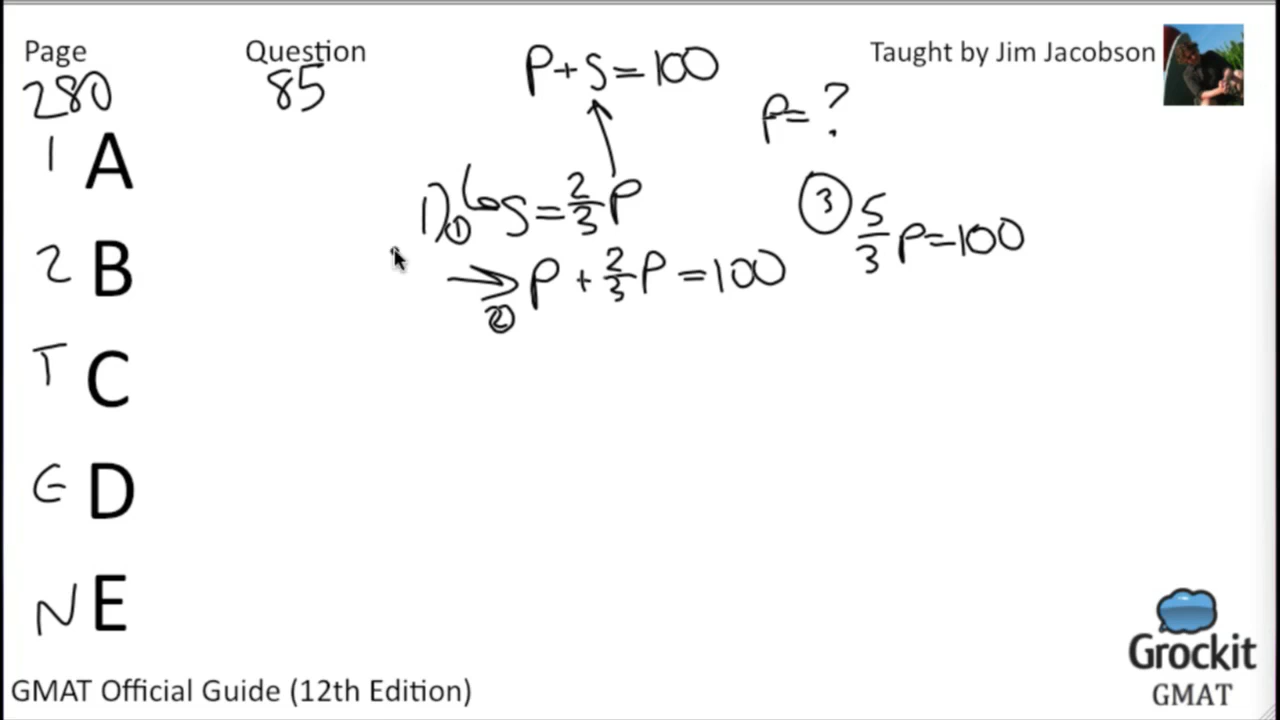 Page Question P+S=100 Taught by Jim Jacobson
280 85 P=?
1 A
1) ① S=2/3 P ③ 5/3 P=100
2 B → ② P + 2/3 P = 100
T C
E D
N E
Grockit
GMAT Official Guide (12th Edition) GMAT